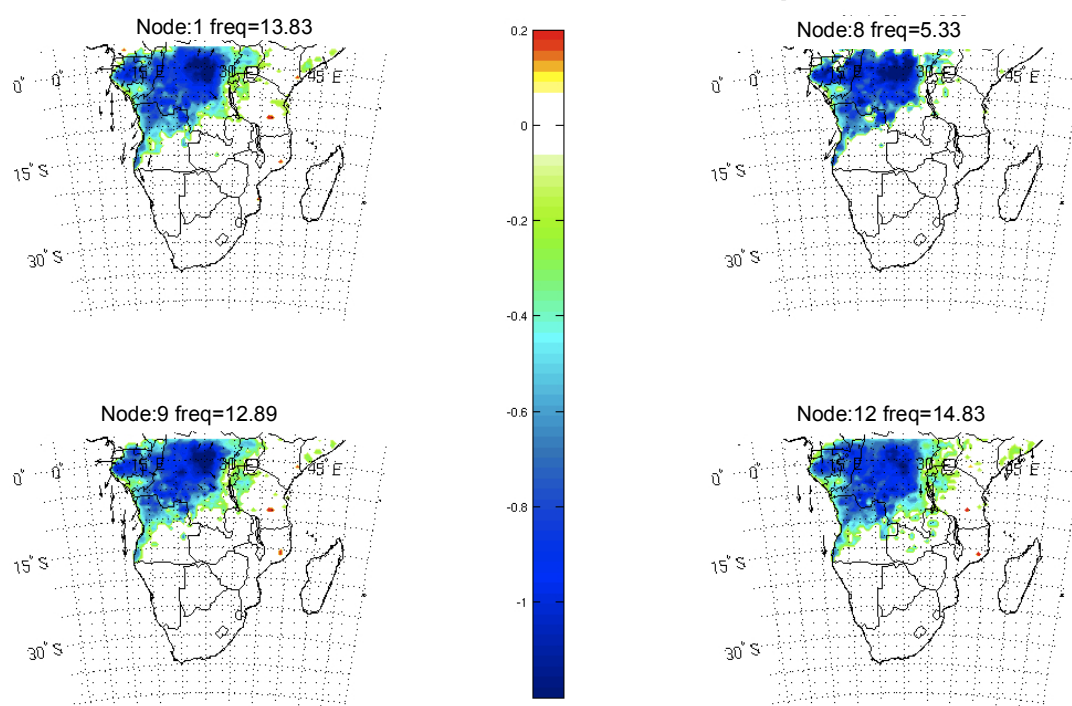 Node:1 freq=13.83
0° 15° E 30° 45° E
15° S
30° S
0.2
0
-0.2
-0.4
-0.6
-0.8
-1
Node:8 freq=5.33
0° 45° E
15° S
30° S
Node:9 freq=12.89
0° 15° E 30° 45° E
15° S
30° S
Node:12 freq=14.83
0° 15° E 30° 45° E
15° S
30° S